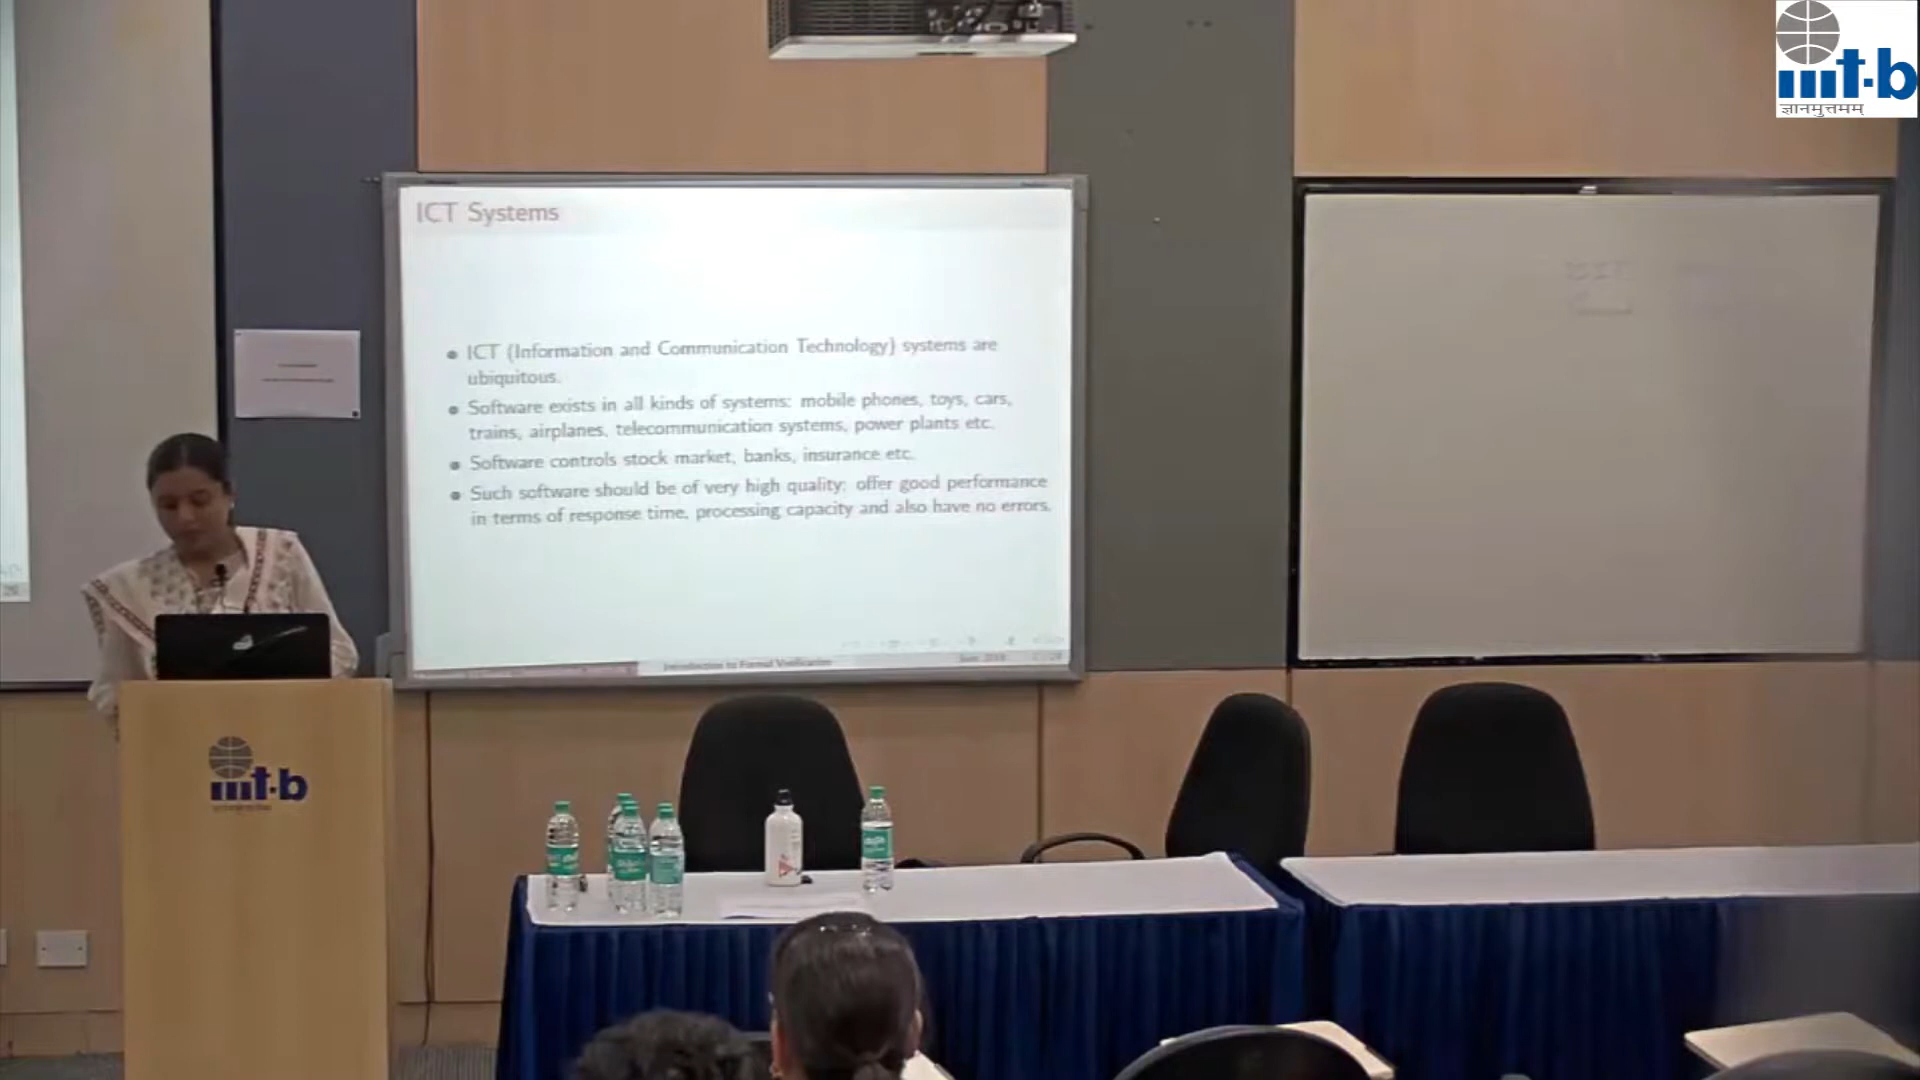 ICT Systems
ICT (Information and Communication Technology) systems are
ubiquitous.
Software exists in all kinds of systems: mobile phones, toys, cars,
trains, airplanes, telecommunication systems, power plants etc.
Software controls stock market, banks, insurance etc.
Such software should be of very high quality: offer good performance
in terms of response time, processing capacity and also have no errors.
Introduction to Formal Verification
iiit-b
ज्ञानमुत्तमम्
iiit-b